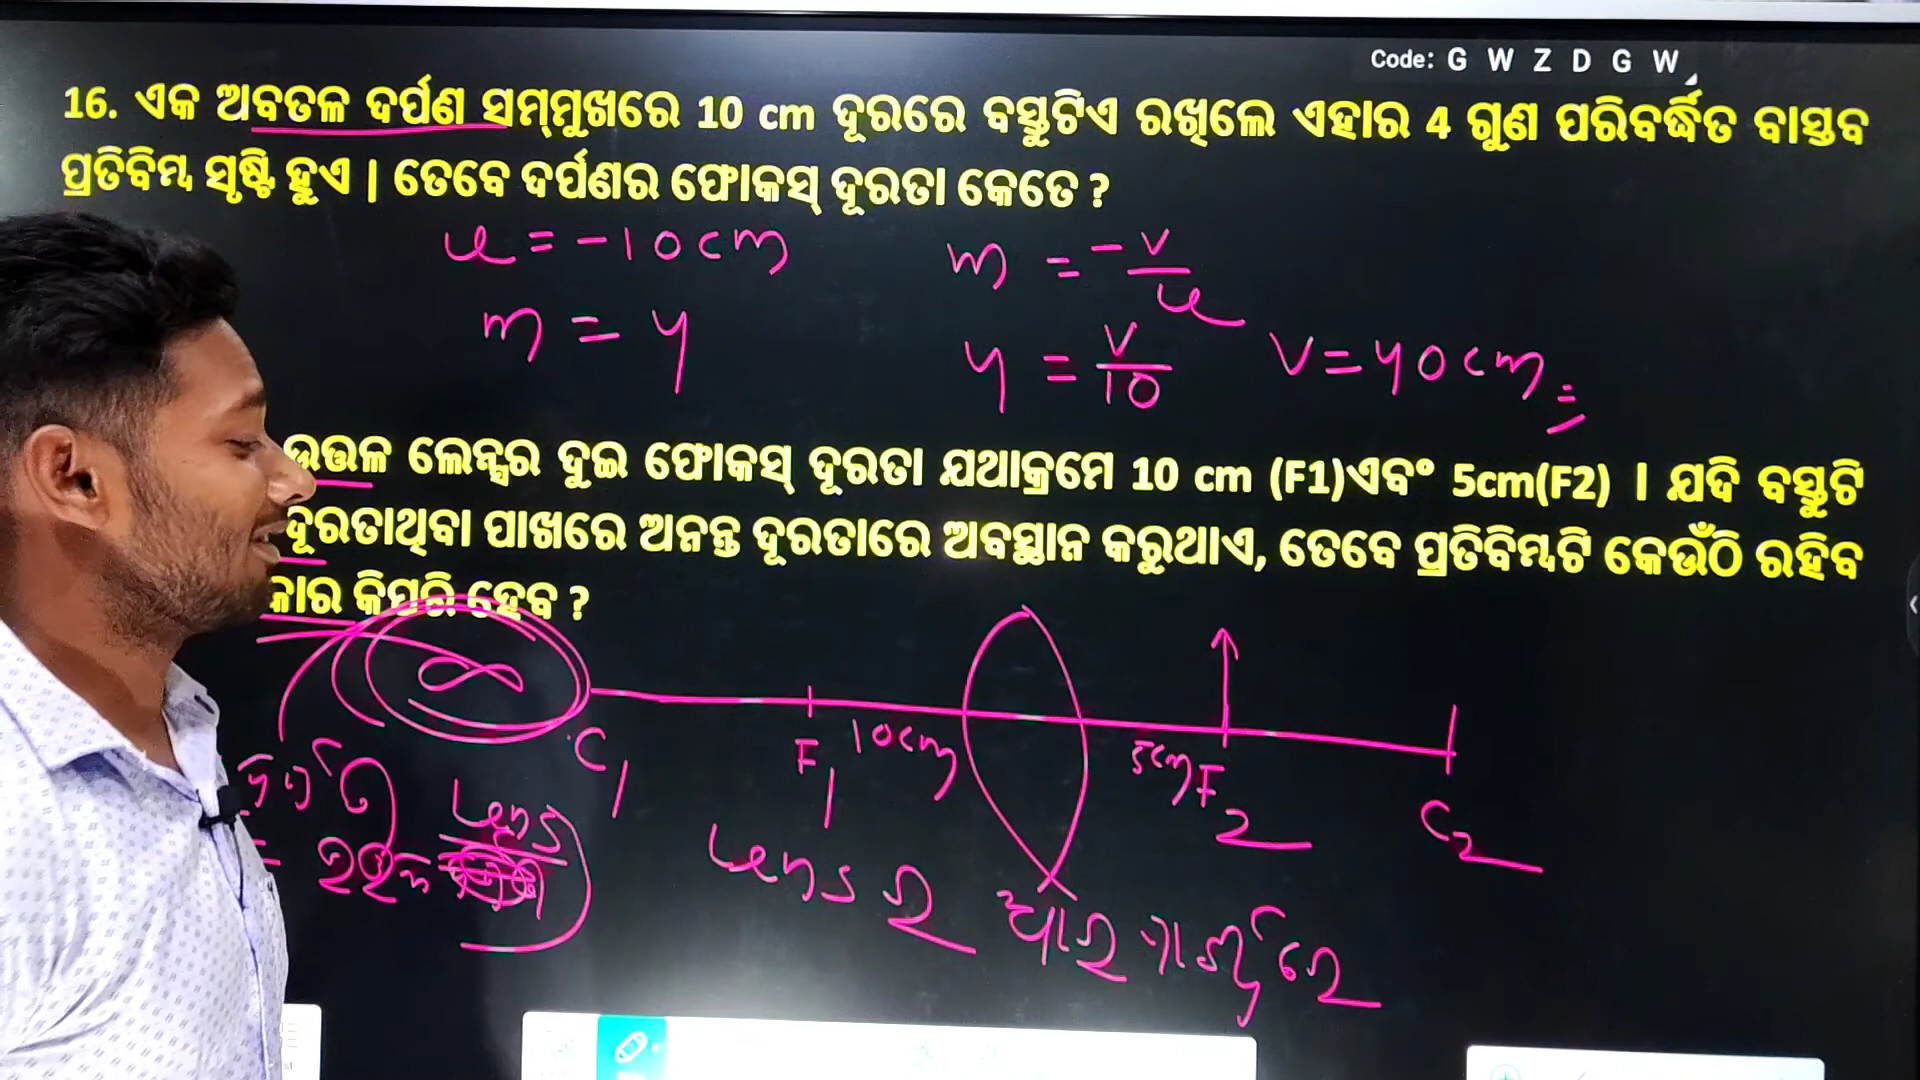 Code: G W Z D G W
16. ଏକ ଅବତଳ ଦର୍ପଣ ସମ୍ମୁଖରେ 10 cm ଦୂରରେ ବସ୍ତୁଟିଏ ରଖିଲେ ଏହାର 4 ଗୁଣ ପରିବର୍ଦ୍ଧିତ ବାସ୍ତବ
ପ୍ରତିବିମ୍ବ ସୃଷ୍ଟି ହୁଏ | ତେବେ ଦର୍ପଣର ଫୋକସ୍ ଦୂରତା କେତେ ?
u = -10cm
m = -v/u
m = 4
4 = v/10
v = 40cm
ଉତ୍ତଳ ଲେନ୍ସର ଦୁଇ ଫୋକସ୍ ଦୂରତା ଯଥାକ୍ରମେ 10 cm (F1)ଏବଂ 5cm(F2) । ଯଦି ବସ୍ତୁଟି
ଦୂରତାଥିବା ପାଖରେ ଅନନ୍ତ ଦୂରତାରେ ଅବସ୍ଥାନ କରୁଥାଏ, ତେବେ ପ୍ରତିବିମ୍ବଟି କେଉଁଠି ରହିବ
କାର କିପରି ହେବ ?
∞
C1 F1 10cm 5cm F2 C2
Lens
Lens ର